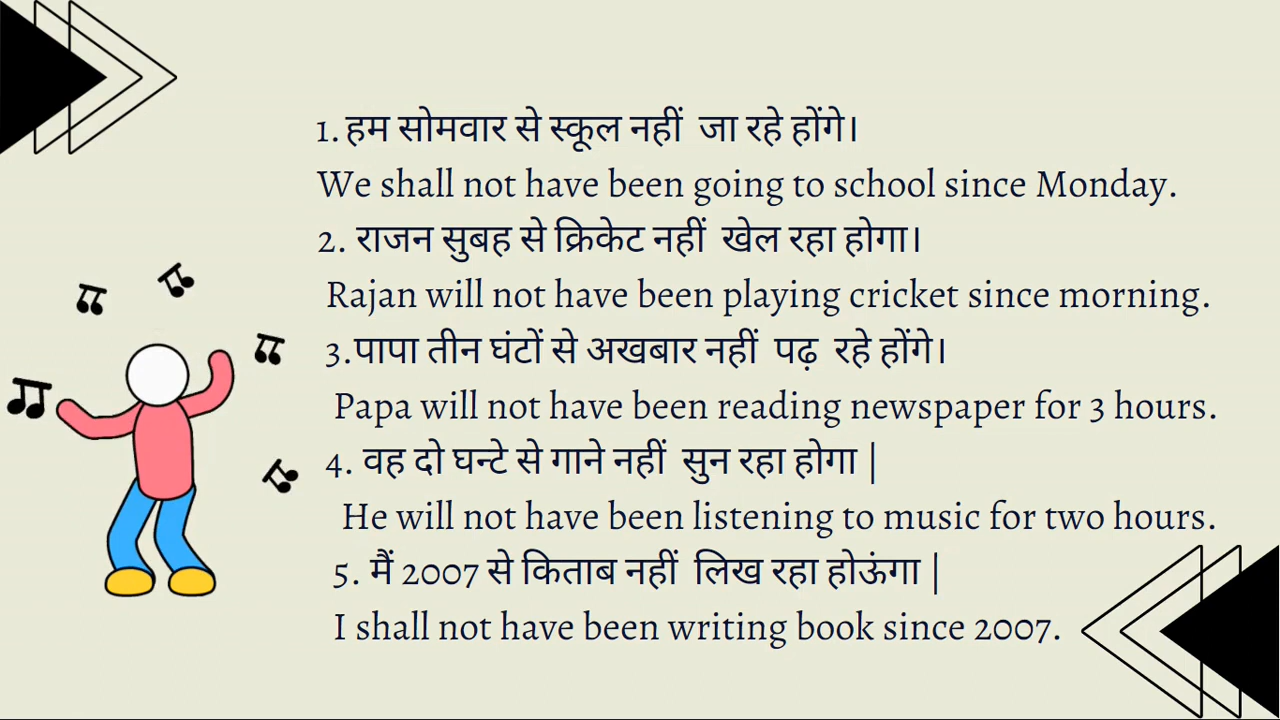 1. हम सोमवार से स्कूल नहीं जा रहे होंगे।
We shall not have been going to school since Monday.
2. राजन सुबह से क्रिकेट नहीं खेल रहा होगा।
Rajan will not have been playing cricket since morning.
3.पापा तीन घंटों से अखबार नहीं पढ़ रहे होंगे।
Papa will not have been reading newspaper for 3 hours.
4. वह दो घन्टे से गाने नहीं सुन रहा होगा |
He will not have been listening to music for two hours.
5. मैं 2007 से किताब नहीं लिख रहा होऊंगा |
I shall not have been writing book since 2007.